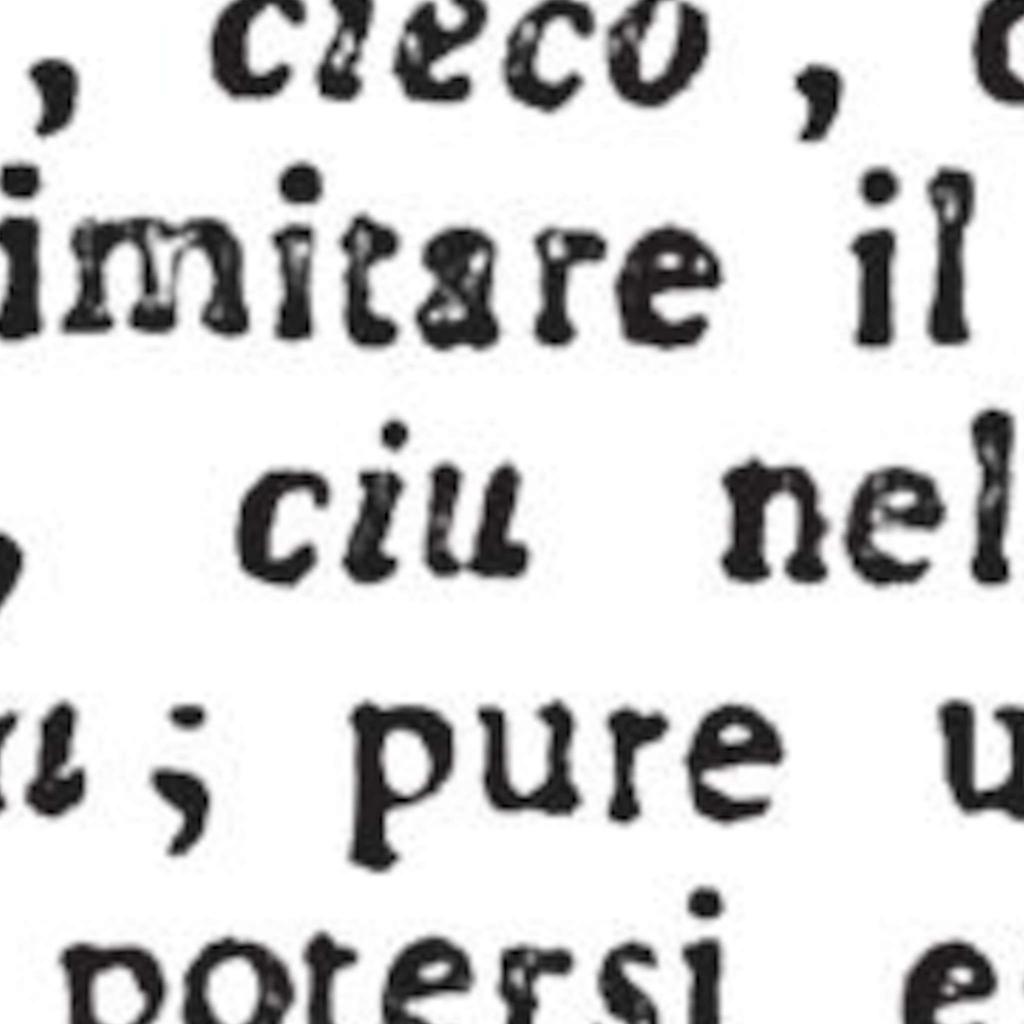 , cieco ,
imitare il
, ciu nel
; pure
potersi